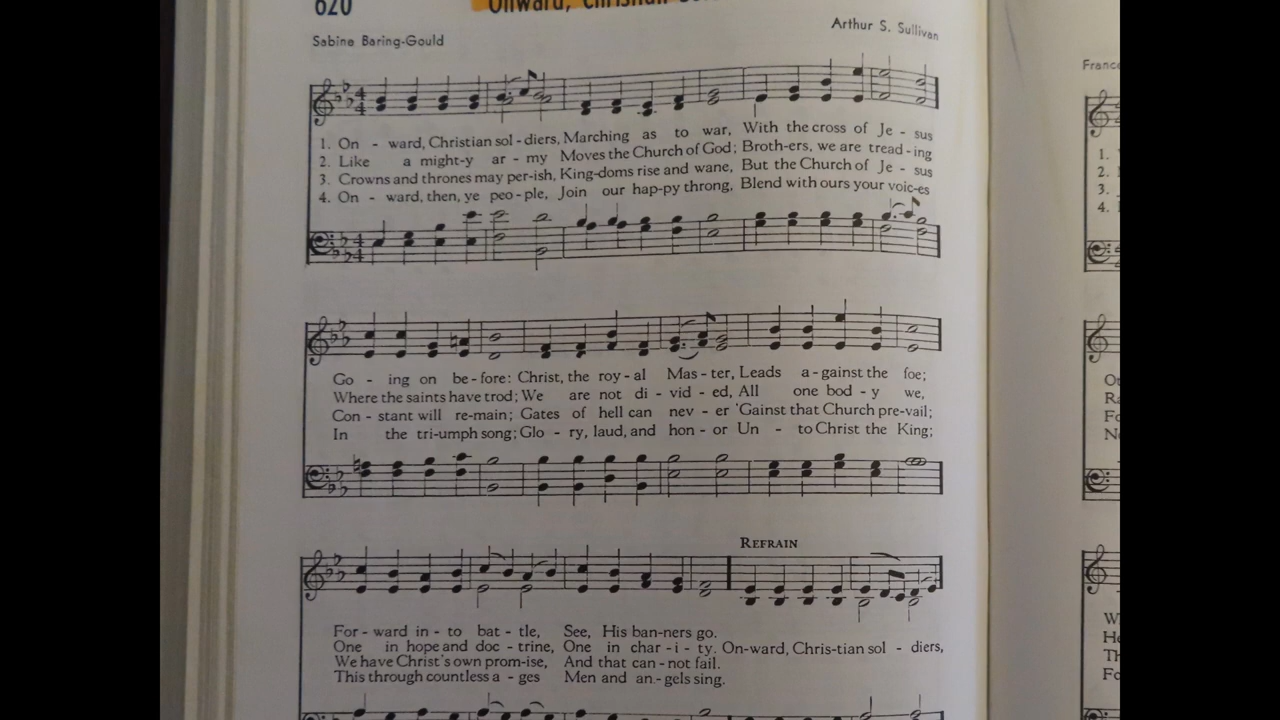 620 Onward, Christian
Sabine Baring-Gould
Arthur S. Sullivan
1. On - ward, Christian sol - diers, Marching as to war, With the cross of Je - sus
2. Like a might-y ar - my Moves the Church of God; Broth-ers, we are tread - ing
3. Crowns and thrones may per-ish, King-doms rise and wane, But the Church of Je - sus
4. On - ward, then, ye peo - ple, Join our hap-py throng, Blend with ours your voic-es
Go - ing on be - fore: Christ, the roy - al Mas - ter, Leads a - gainst the foe;
Where the saints have trod; We are not di - vid - ed, All one bod - y we,
Con - stant will re-main; Gates of hell can nev - er 'Gainst that Church pre-vail;
In the tri-umph song; Glo - ry, laud, and hon - or Un - to Christ the King;
REFRAIN
For - ward in - to bat - tle, See, His ban-ners go.
One in hope and doc - trine, One in char - i - ty. On-ward, Chris-tian sol - diers,
We have Christ's own prom-ise, And that can - not fail.
This through countless a - ges Men and an - gels sing.
1.
2.
3.
4.